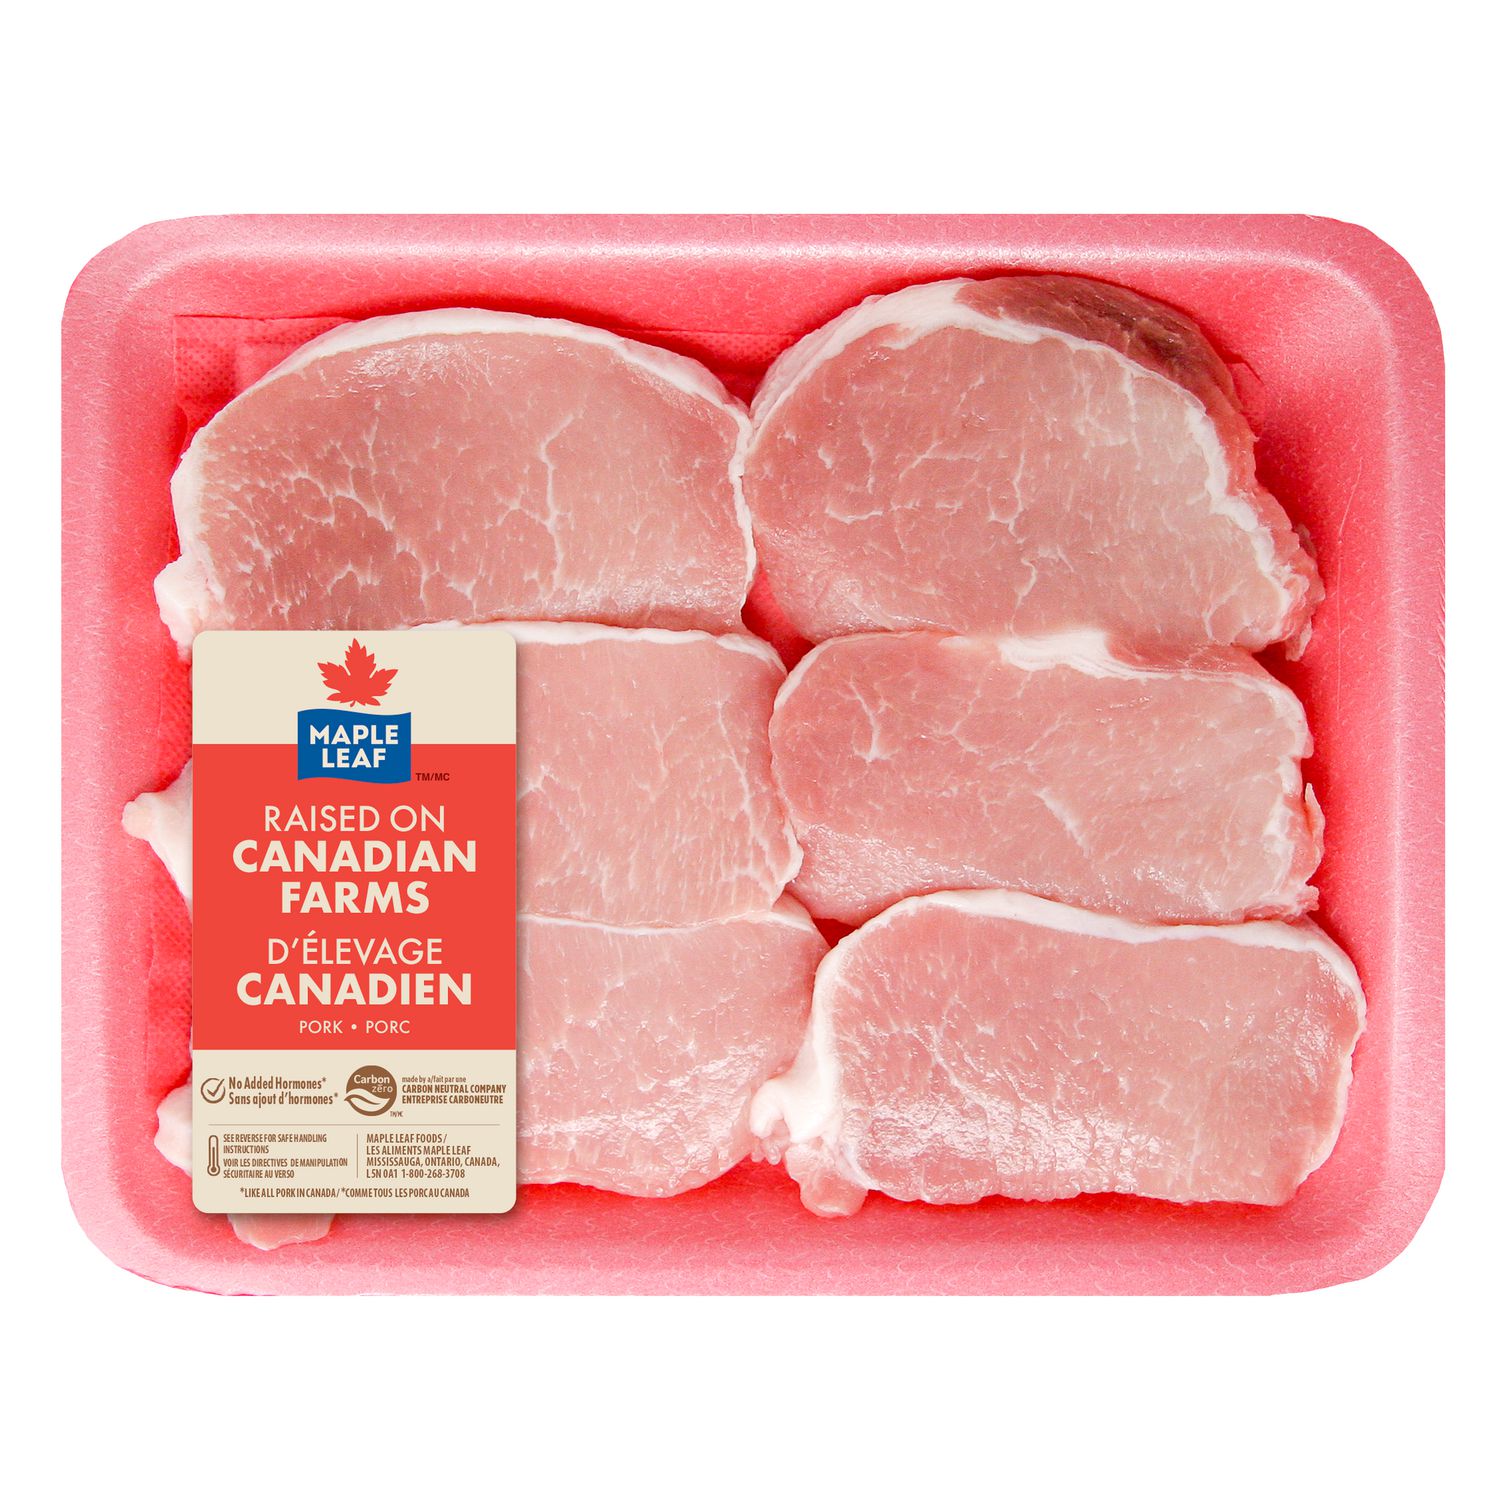 MAPLE
LEAF
TM/MC
RAISED ON
CANADIAN
FARMS
D'ÉLEVAGE
CANADIEN
PORK • PORC
No Added Hormones*
Sans ajout d'hormones*
Carbon
zero
TM/MC
made by a/fait par une
CARBON NEUTRAL COMPANY
ENTREPRISE CARBONEUTRE
SEE REVERSE FOR SAFE HANDLING
INSTRUCTIONS
VOIR LES DIRECTIVES DE MANIPULATION
SÉCURITAIRE AU VERSO
MAPLE LEAF FOODS /
LES ALIMENTS MAPLE LEAF
MISSISSAUGA, ONTARIO, CANADA,
L5N 0A1 1-800-268-3708
*LIKE ALL PORK IN CANADA / *COMME TOUS LES PORC AU CANADA